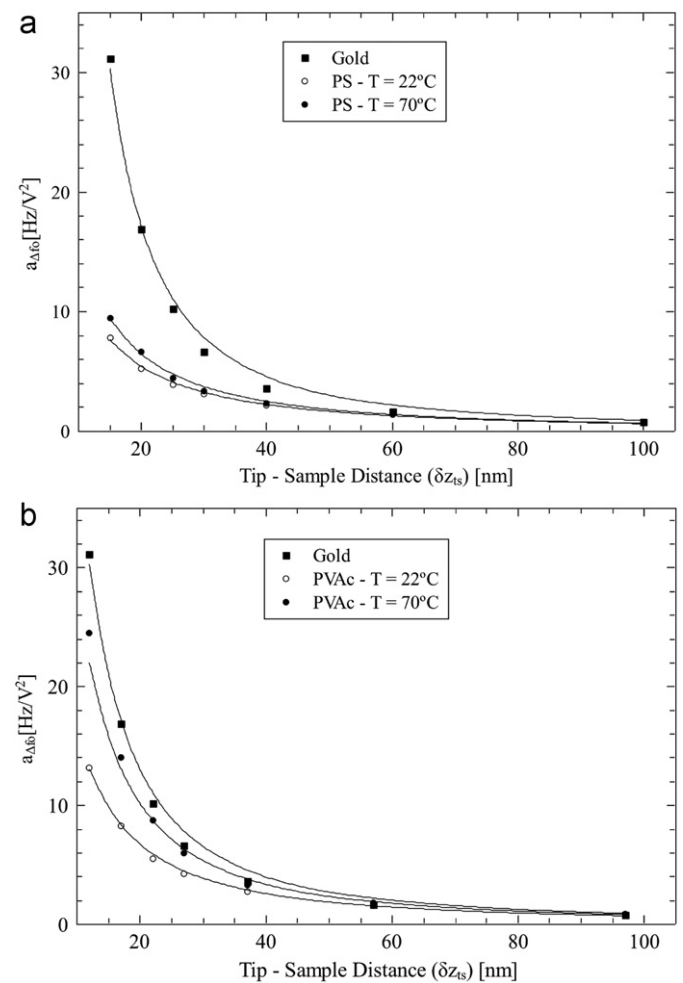 a
30
20
10
0
a_Δfo[Hz/V²]
Gold
PS - T = 22ºC
PS - T = 70ºC
20 40 60 80 100
Tip - Sample Distance (δz_ts) [nm]
b
30
20
10
0
a_Δfo[Hz/V²]
Gold
PVAc - T = 22ºC
PVAc - T = 70ºC
20 40 60 80 100
Tip - Sample Distance (δz_ts) [nm]